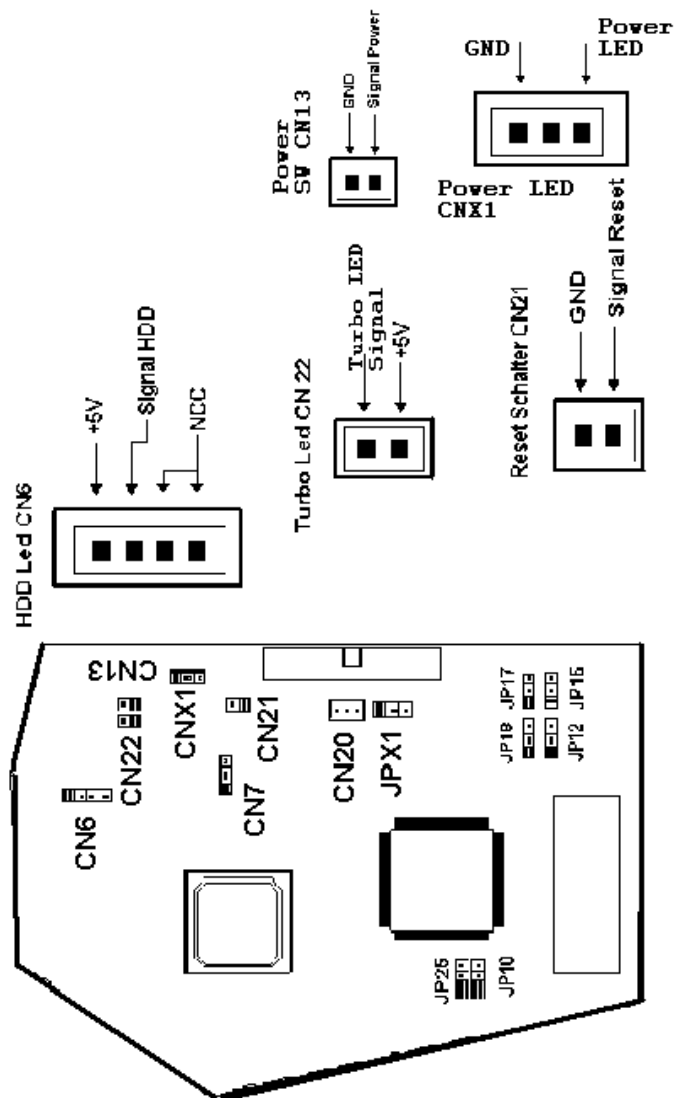 GND
Power
LED
GND
Signal Power
Power
SW CN13
Power LED
CNX1
HDD Led CN6
+5V
Signal HDD
NCC
Turbo Led CN 22
Turbo LED
Signal
+5V
Reset Schalter CN21
GND
Signal Reset
CN13
CN6
CN22
CNX1
CN7
CN21
CN20
JPX1
JP18
JP17
JP12
JP25
JP10